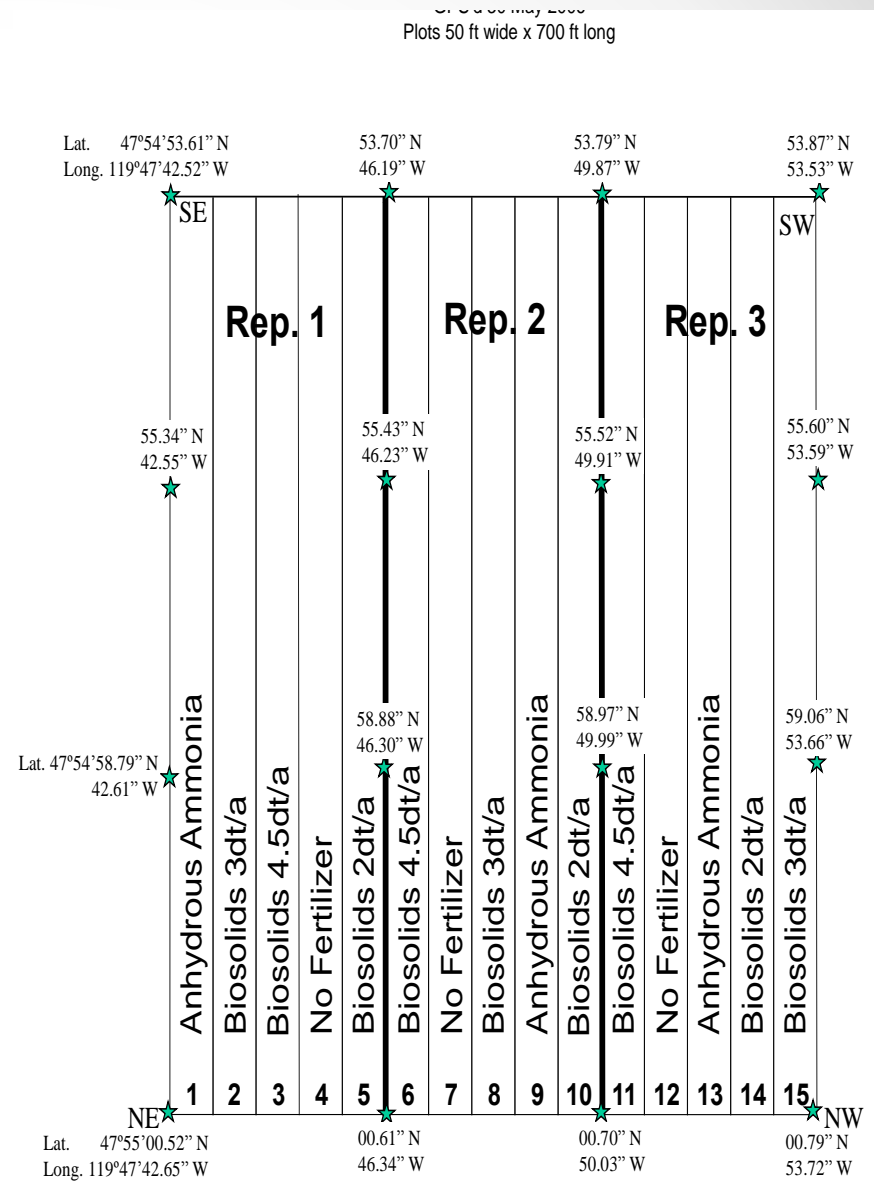 Plots 50 ft wide x 700 ft long
Lat. 47º54’53.61” N
Long. 119º47’42.52” W
53.70” N
46.19” W
53.79” N
49.87” W
53.87” N
53.53” W
SE
SW
Rep. 1
Rep. 2
Rep. 3
55.34” N
42.55” W
55.43” N
46.23” W
55.52” N
49.91” W
55.60” N
53.59” W
Lat. 47º54’58.79” N
42.61” W
58.88” N
46.30” W
58.97” N
49.99” W
59.06” N
53.66” W
Anhydrous Ammonia
Biosolids 3dt/a
Biosolids 4.5dt/a
No Fertilizer
Biosolids 2dt/a
Biosolids 4.5dt/a
No Fertilizer
Biosolids 3dt/a
Anhydrous Ammonia
Biosolids 2dt/a
Biosolids 4.5dt/a
No Fertilizer
Anhydrous Ammonia
Biosolids 2dt/a
Biosolids 3dt/a
1 2 3 4 5 6 7 8 9 10 11 12 13 14 15
NE
NW
Lat. 47º55’00.52” N
Long. 119º47’42.65” W
00.61” N
46.34” W
00.70” N
50.03” W
00.79” N
53.72” W